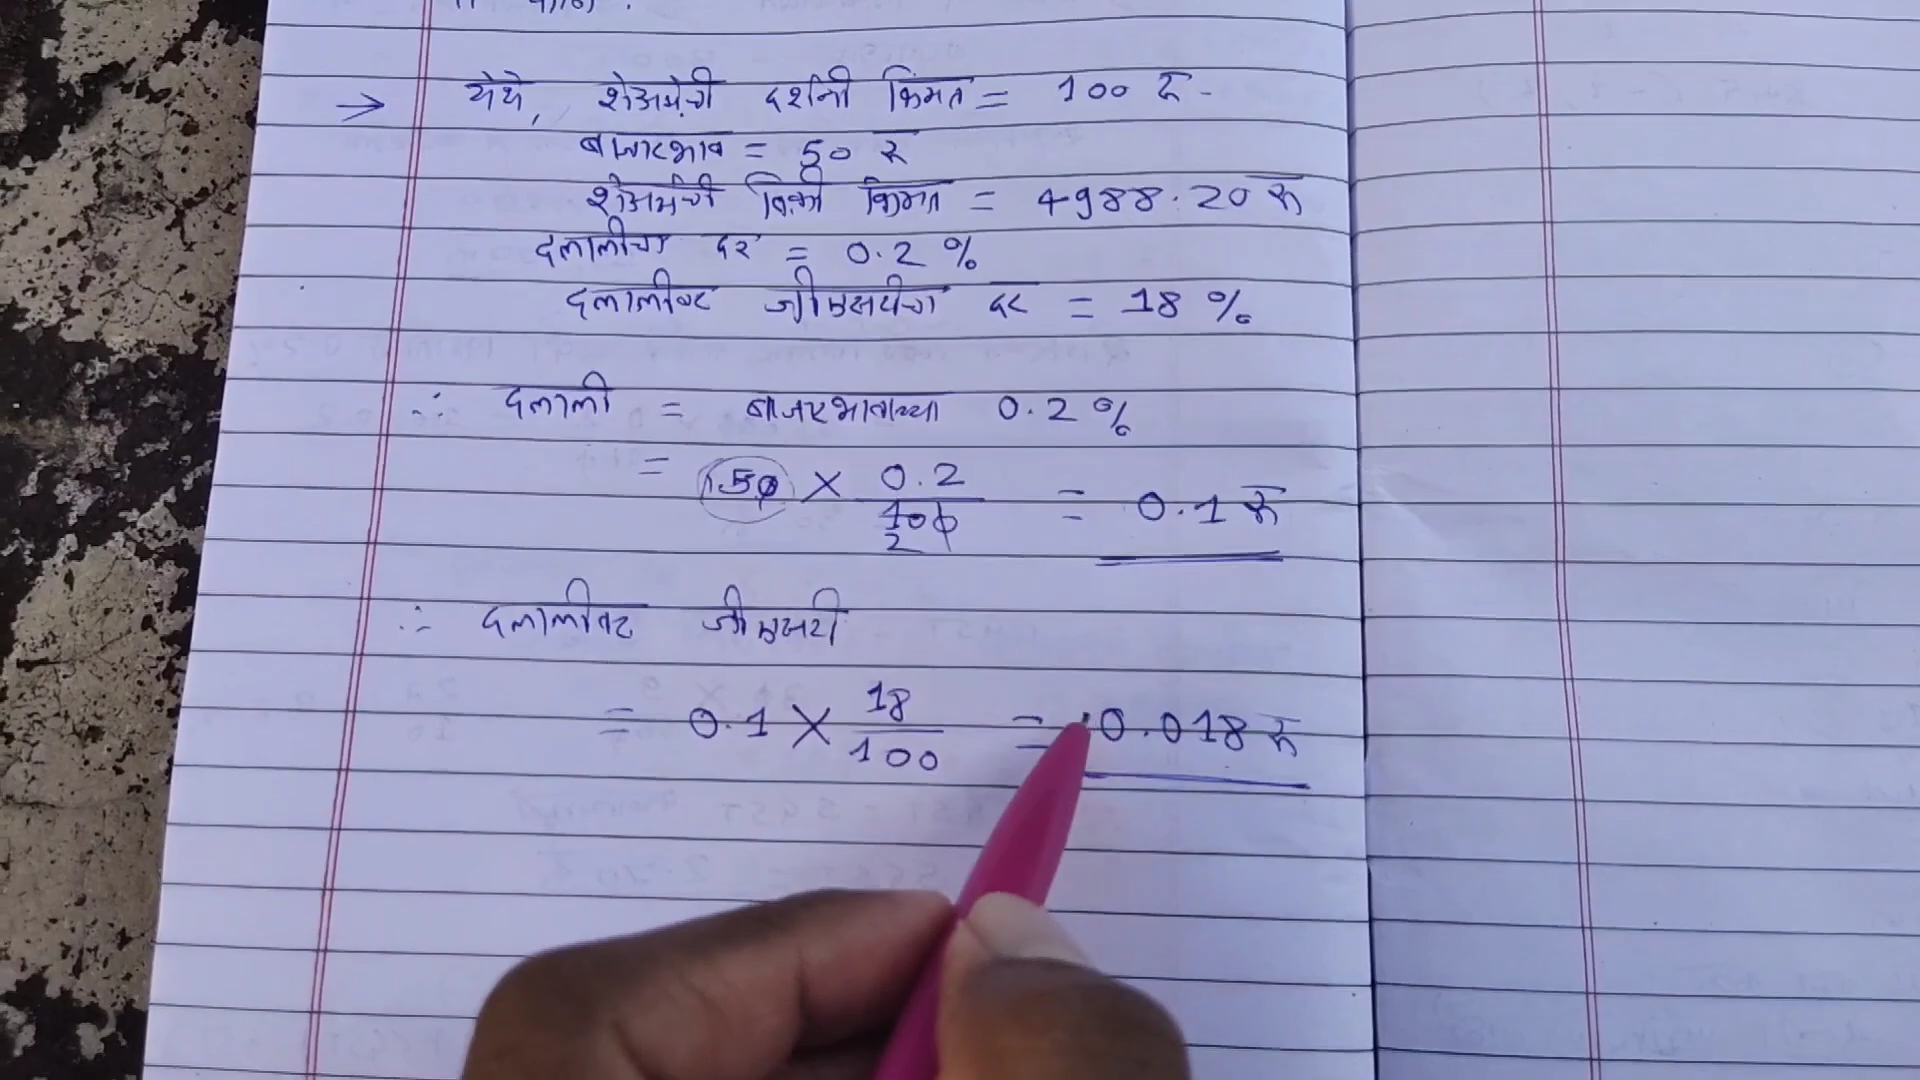 → येथे, शेअर्सची दर्शनी किंमत = 100 रु
बाजारभाव = 50 रु
शेअर्सची विक्री किंमत = 4988.20 रु
दलालीचा दर = 0.2 %
दलालीवर जीएसटीचा दर = 18 %
∴ दलाली = बाजारभावाच्या 0.2 %
= 50 × 0.2 / 100 = 0.1 रु
2
∴ दलालीवर जीएसटी
= 0.1 × 18 / 100 = 0.018 रु